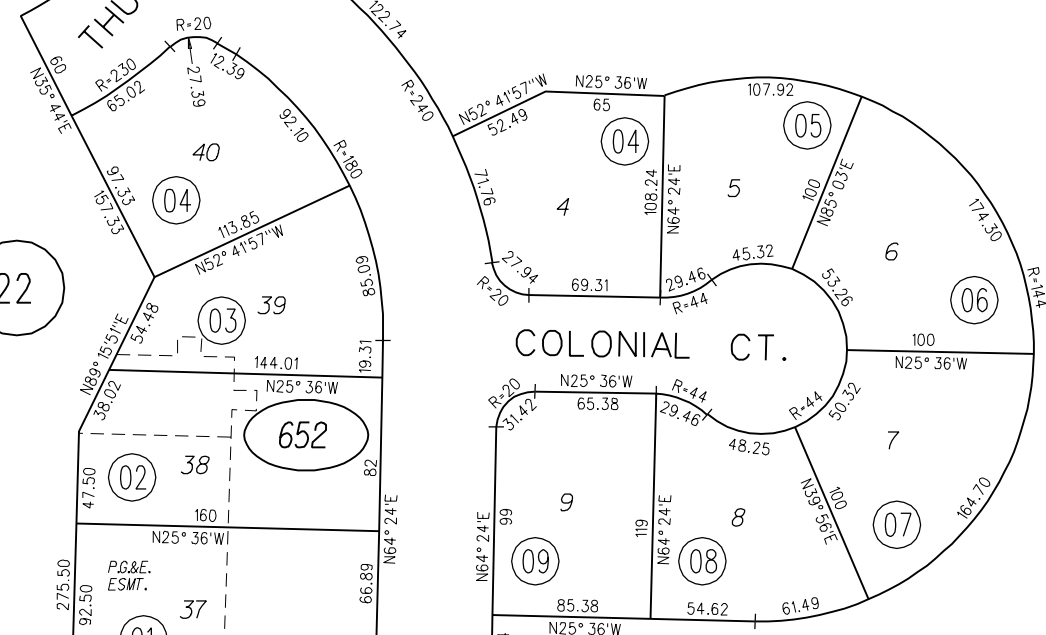 THU
R=20
122.74
60
N35° 44'E
R=230
65.02
27.39
12.39
92.10
R=180
R=240
40
04
97.33
157.33
113.85
N52° 41'57"W
22
N52° 41'57"W
52.49
N25° 36'W
65
107.92
04
05
71.76
4
108.24
N64° 24'E
5
100
N85° 03'E
174.30
6
27.94
R=20
69.31
29.46
R=44
45.32
53.26
06
R=144
85.09
39
03
54.48
N89° 15'51"E
144.01
N25° 36'W
19.31
COLONIAL CT.
100
N25° 36'W
38.02
652
R=20
31.42
N25° 36'W
65.38
R=44
29.46
48.25
R=44
50.32
7
38
02
47.50
82
160
N25° 36'W
N64° 24'E
N64° 24'E
99
9
119
N64° 24'E
8
100
N39° 56'E
164.70
07
09
08
P.G.&E.
ESMT.
275.50
92.50
37
66.89
01
85.38
54.62
61.49
N25° 36'W